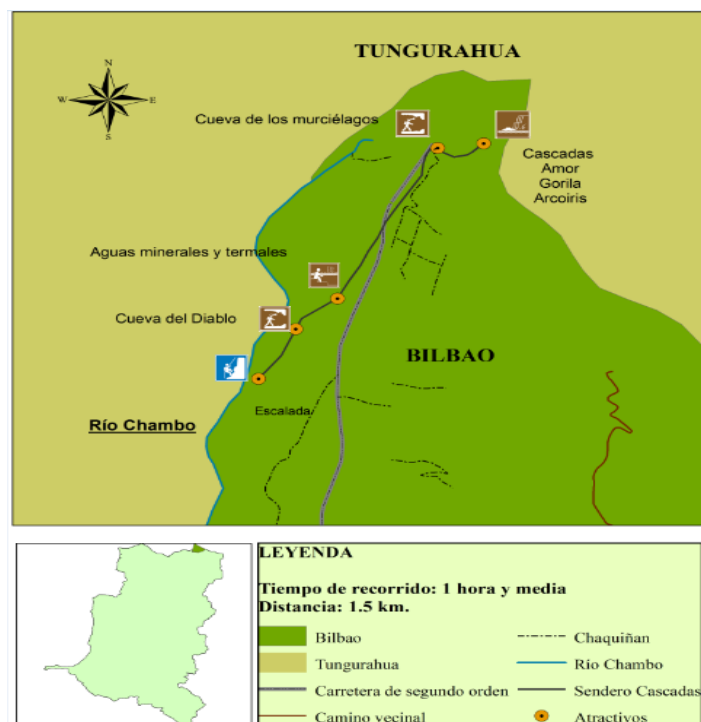 TUNGURAHUA
N
W E
S
Cueva de los murciélagos
Cascadas
Amor
Gorila
Arcoiris
Aguas minerales y termales
Cueva del Diablo
BILBAO
Escalada
Río Chambo
LEYENDA
Tiempo de recorrido: 1 hora y media
Distancia: 1.5 km.
Bilbao
Chaquiñan
Tungurahua
Río Chambo
Carretera de segundo orden
Sendero Cascadas
Camino vecinal
Atractivos